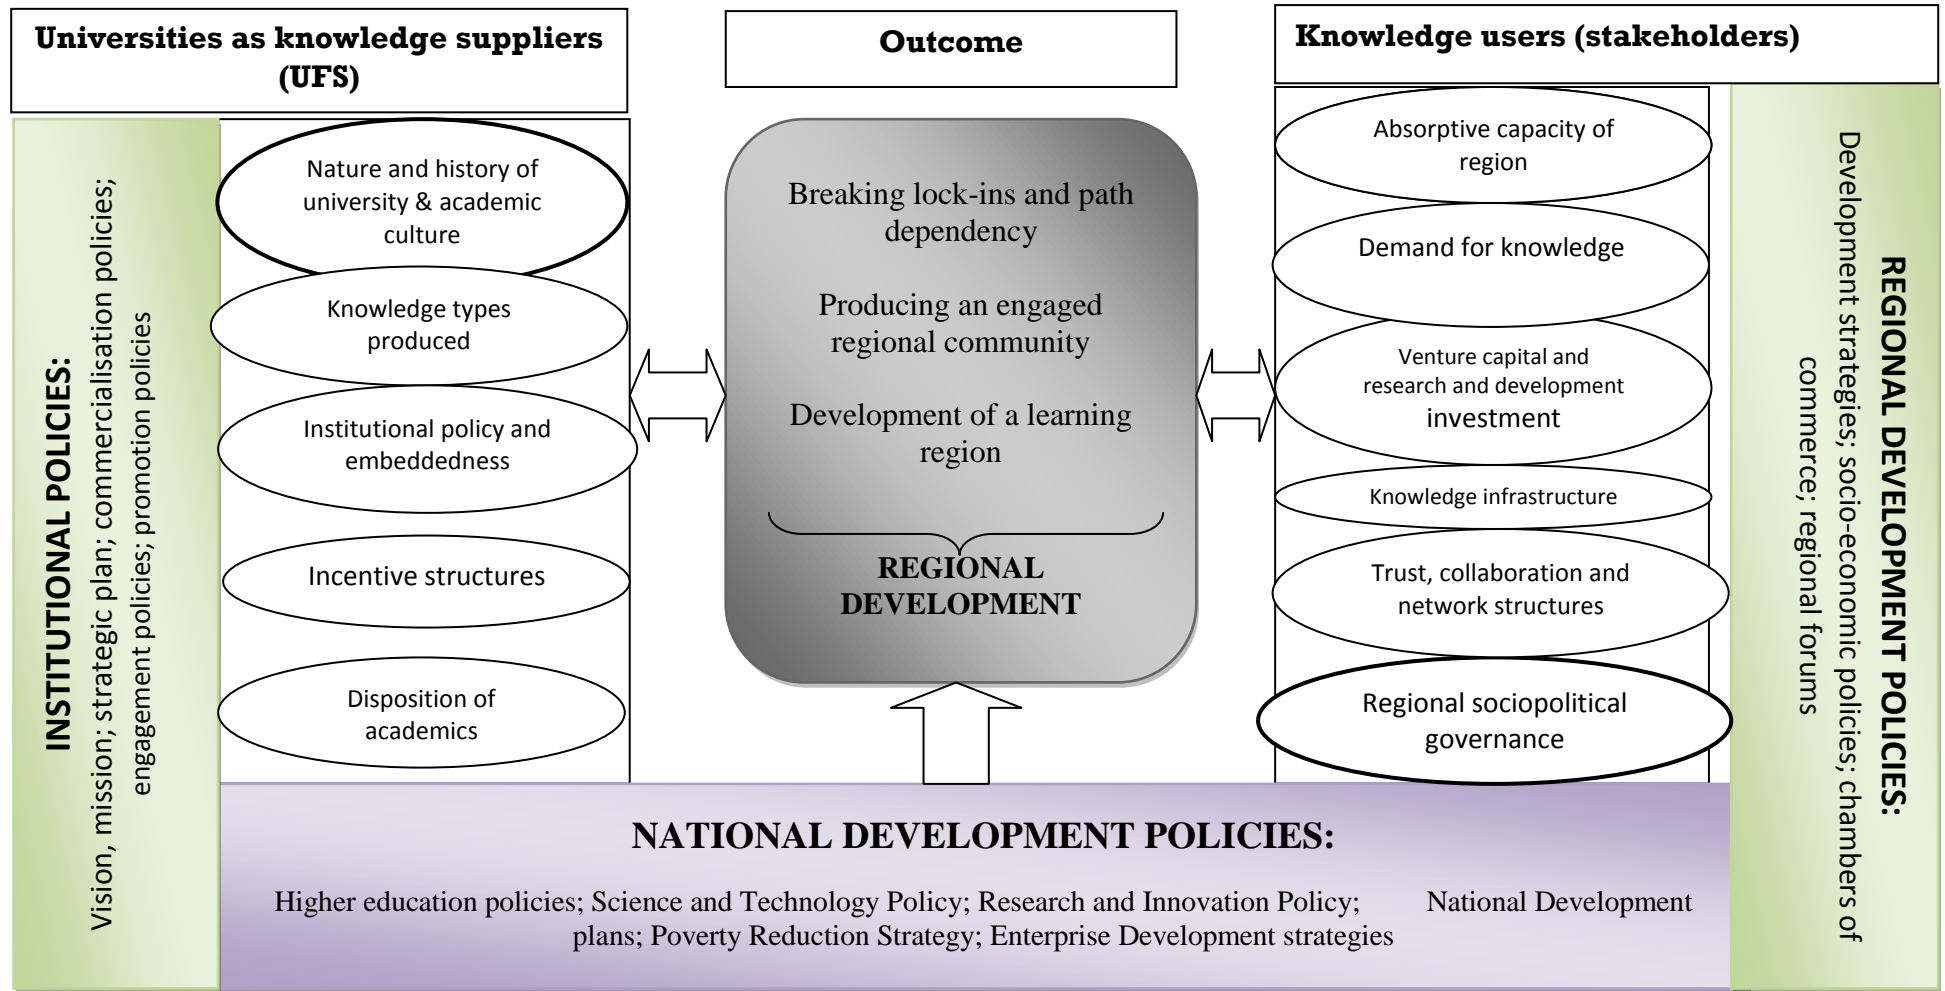 Universities as knowledge suppliers
(UFS)
Outcome
Knowledge users (stakeholders)
INSTITUTIONAL POLICIES:
Vision, mission; strategic plan; commercialisation policies;
engagement policies; promotion policies
Nature and history of
university & academic
culture
Knowledge types
produced
Institutional policy and
embeddedness
Incentive structures
Disposition of
academics
Breaking lock-ins and path
dependency
Producing an engaged
regional community
Development of a learning
region
REGIONAL
DEVELOPMENT
Absorptive capacity of
region
Demand for knowledge
Venture capital and
research and development
investment
Knowledge infrastructure
Trust, collaboration and
network structures
Regional sociopolitical
governance
REGIONAL DEVELOPMENT POLICIES:
Development strategies; socio-economic policies; chambers of
commerce; regional forums
NATIONAL DEVELOPMENT POLICIES:
Higher education policies; Science and Technology Policy; Research and Innovation Policy; National Development
plans; Poverty Reduction Strategy; Enterprise Development strategies